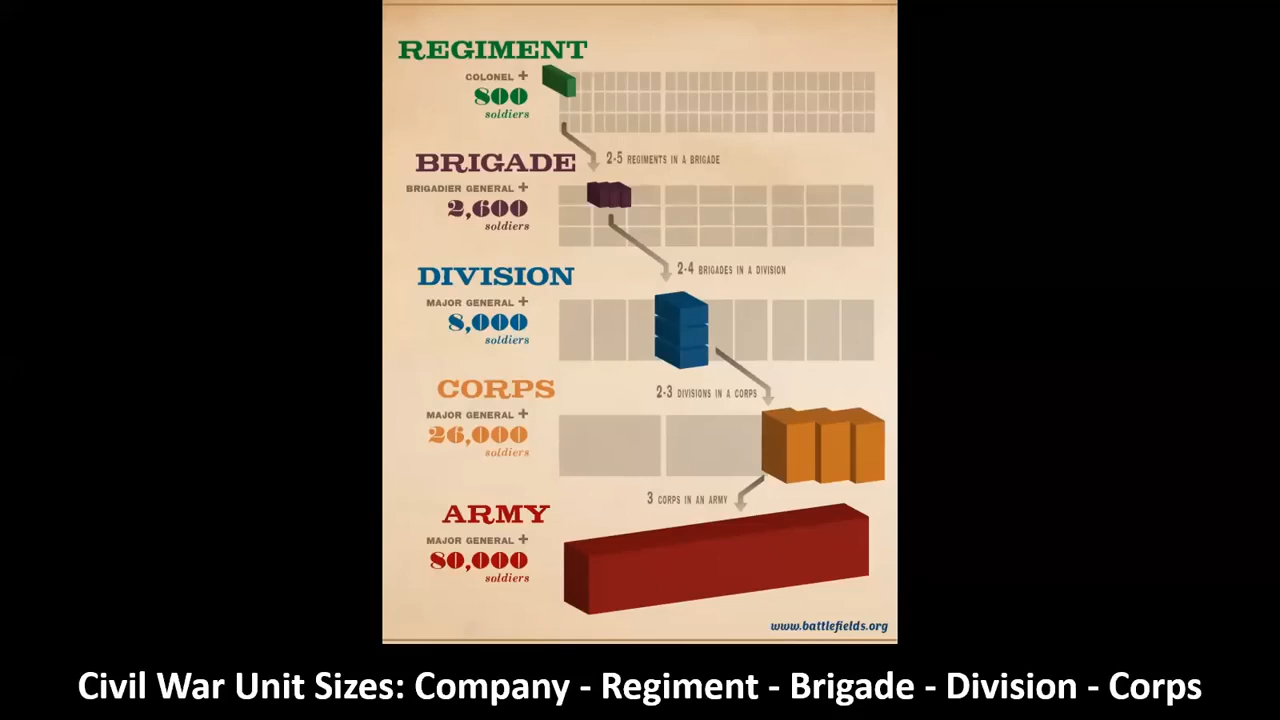 REGIMENT
COLONEL +
800
soldiers
2-5 REGIMENTS IN A BRIGADE
BRIGADE
BRIGADIER GENERAL +
2,600
soldiers
2-4 BRIGADES IN A DIVISION
DIVISION
MAJOR GENERAL +
8,000
soldiers
2-3 DIVISIONS IN A CORPS
CORPS
MAJOR GENERAL +
26,000
soldiers
3 CORPS IN AN ARMY
ARMY
MAJOR GENERAL +
80,000
soldiers
www.battlefields.org
Civil War Unit Sizes: Company - Regiment - Brigade - Division - Corps